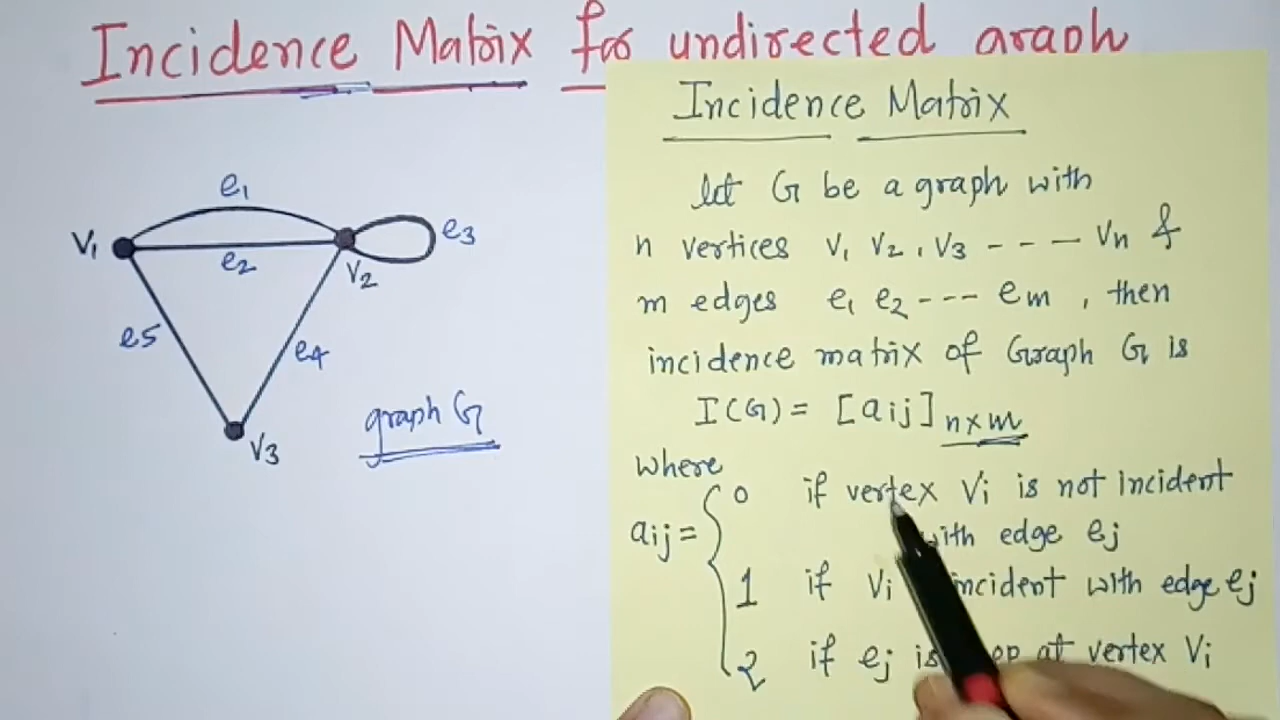 Incidence Matrix for undirected graph
e1
V1
e2
V2
e3
e5
e4
V3
graph G
Incidence Matrix
let G be a graph with
n vertices V1 V2, V3 - - - - Vn &
m edges e1 e2 - - - em, then
incidence matrix of Graph G is
I(G) = [aij] n×m
where
aij =
0 if vertex Vi is not incident
with edge ej
1 if Vi incident with edge ej
2 if ej is at vertex Vi